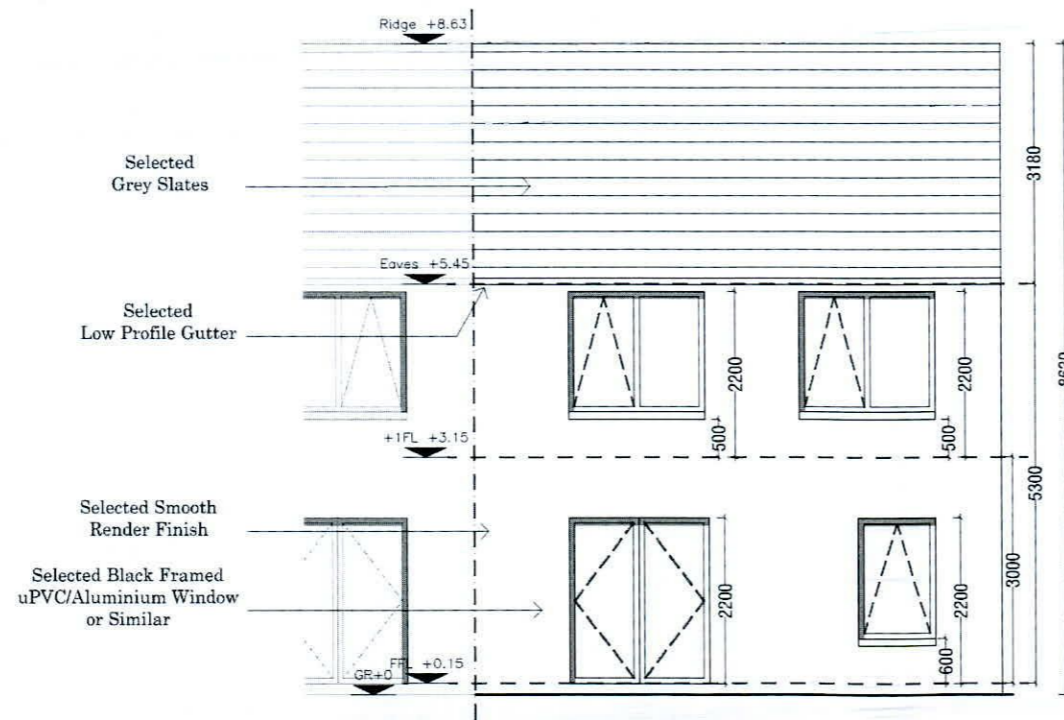 Ridge +8.63
Selected
Grey Slates
3180
Eaves +5.45
Selected
Low Profile Gutter
2200
2200
500
500
+1FL +3.15
5300
Selected Smooth
Render Finish
3000
Selected Black Framed
uPVC/Aluminium Window
or Similar
2200
2200
600
FFL +0.15
GR+0